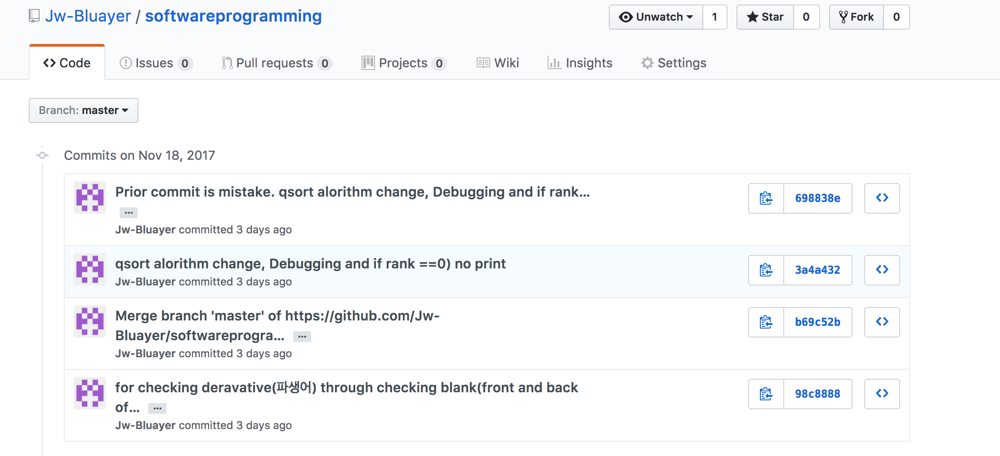 Jw-Bluayer / softwareprogramming
Unwatch 1 Star 0 Fork 0
Code Issues 0 Pull requests 0 Projects 0 Wiki Insights Settings
Branch: master
Commits on Nov 18, 2017
Prior commit is mistake. qsort alorithm change, Debugging and if rank...
...
698838e
Jw-Bluayer committed 3 days ago
qsort alorithm change, Debugging and if rank ==0) no print
3a4a432
Jw-Bluayer committed 3 days ago
Merge branch 'master' of https://github.com/Jw-
Bluayer/softwareprogra... ...
b69c52b
Jw-Bluayer committed 3 days ago
for checking deravative(파생어) through checking blank(front and back
of... ...
98c8888
Jw-Bluayer committed 3 days ago